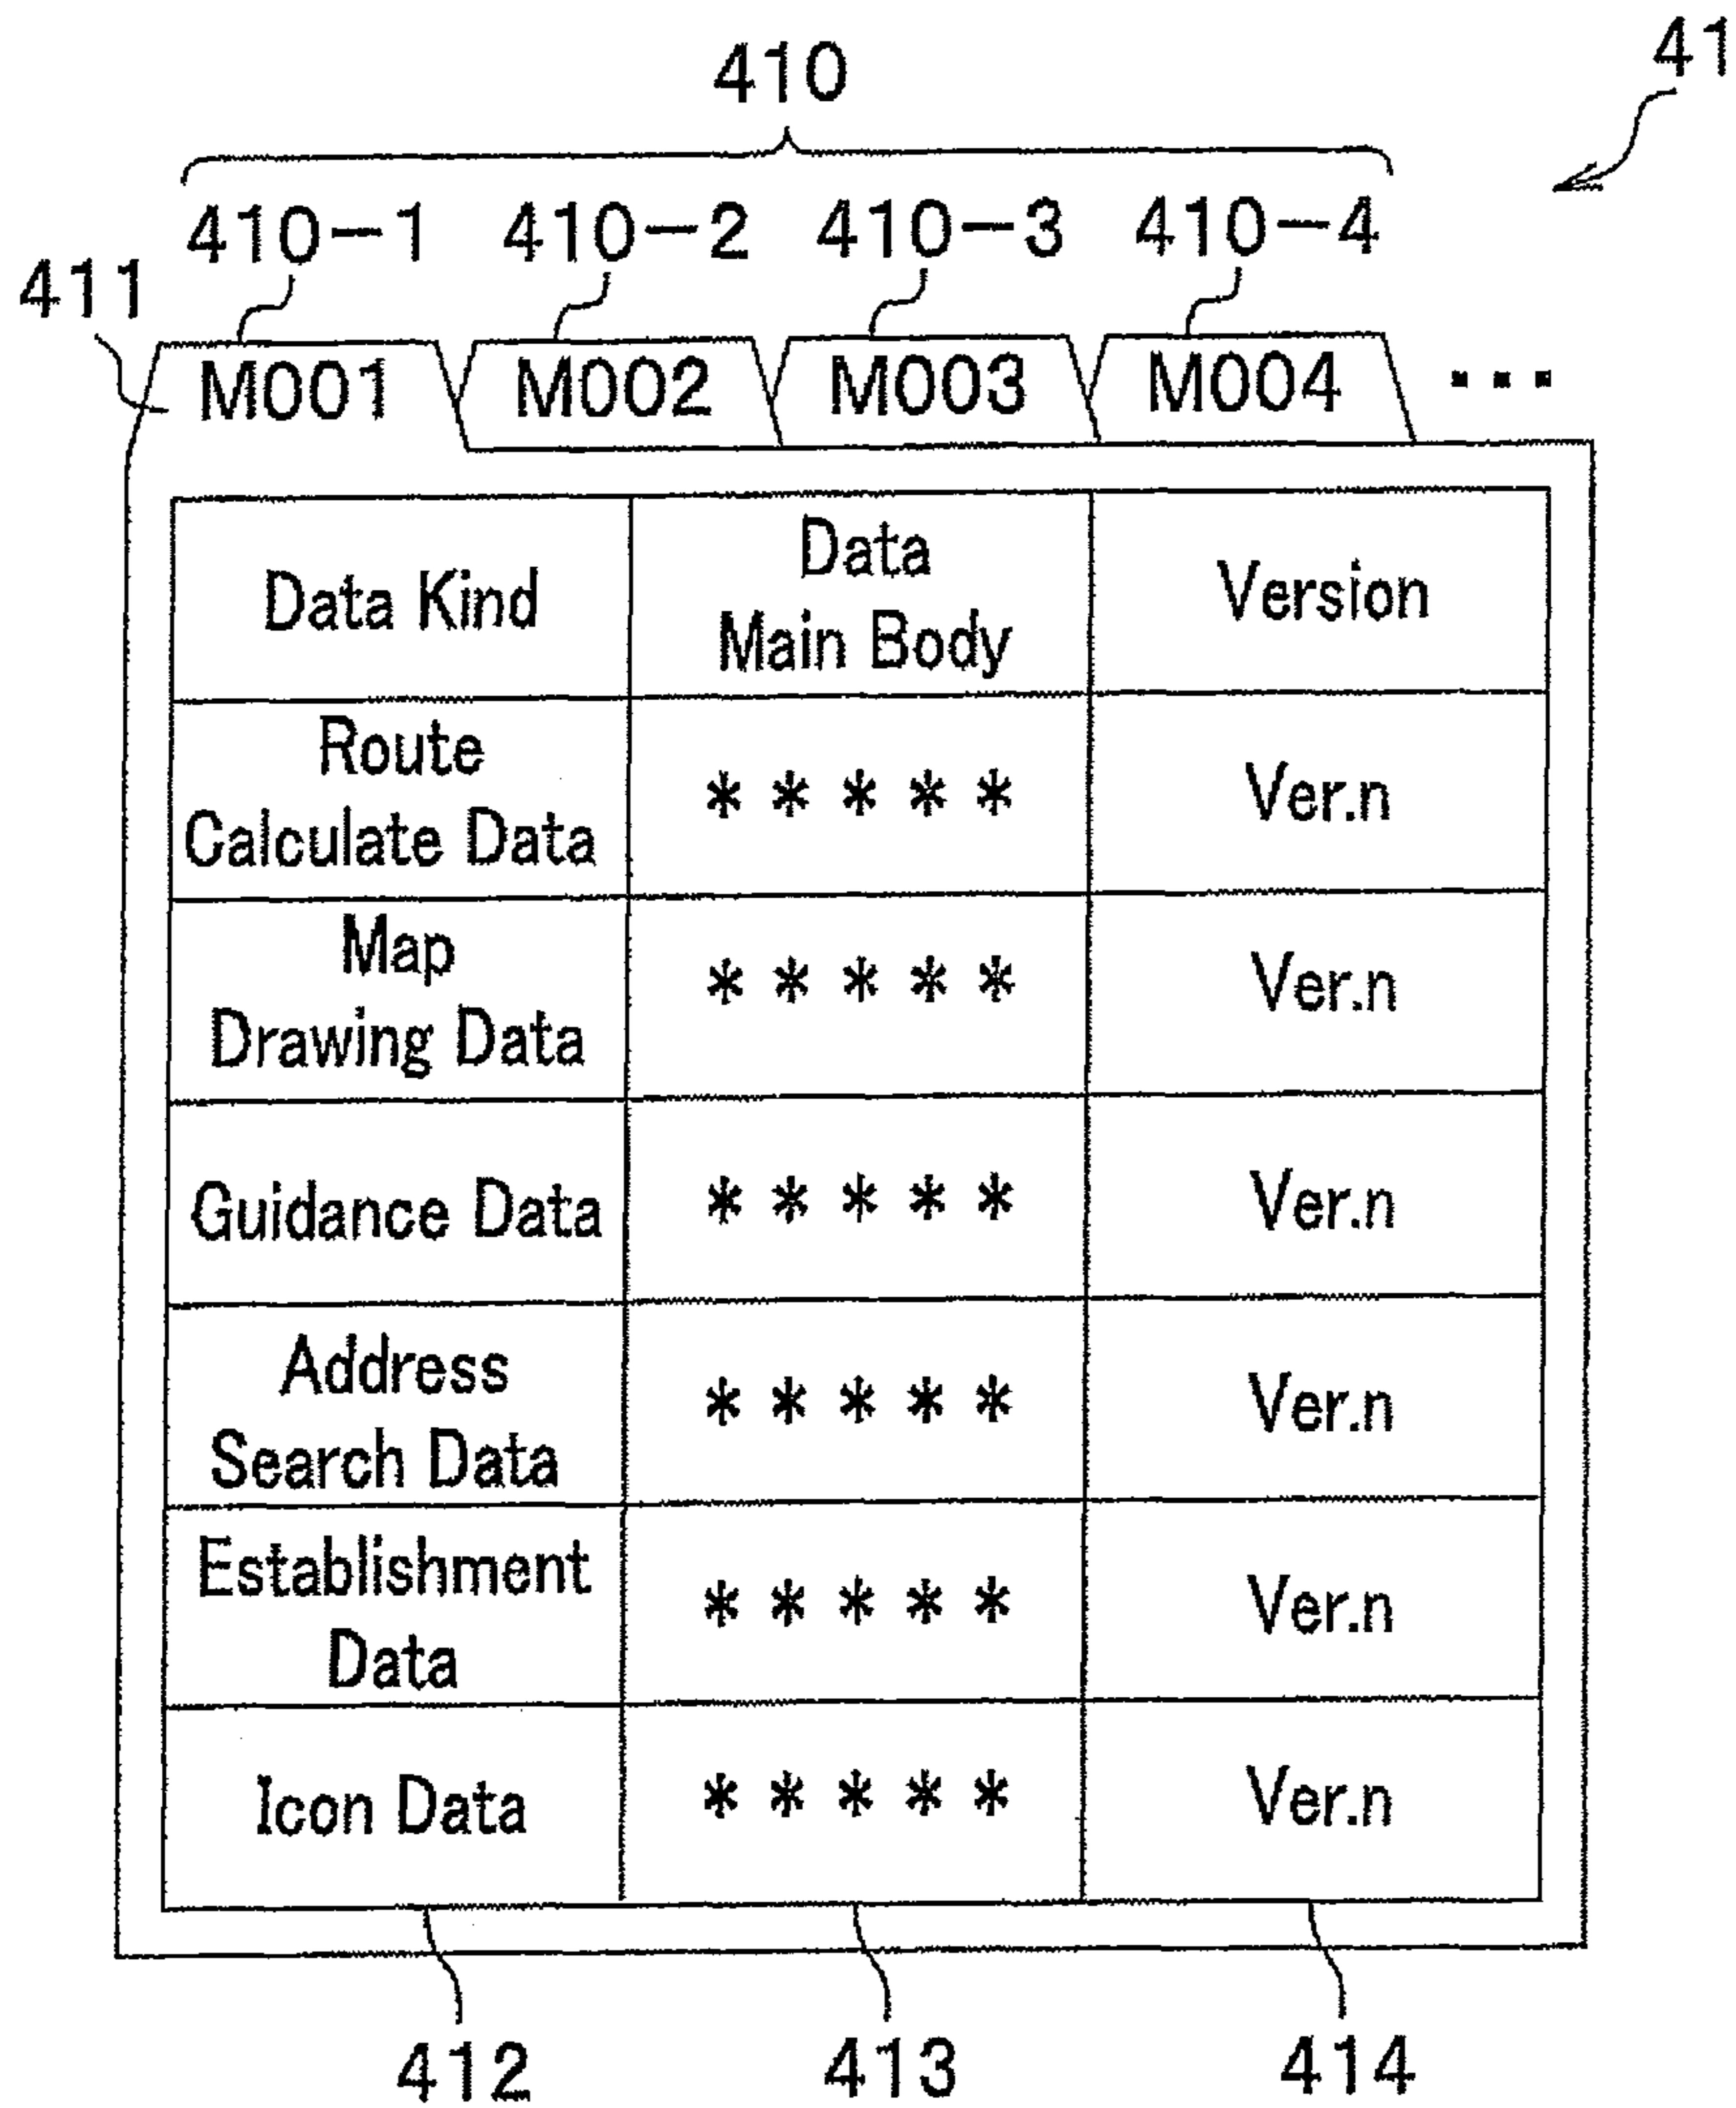 41
410
410-1 410-2 410-3 410-4
411
M001 M002 M003 M004 ...
Data Kind
Data
Main Body
Version
Route
Calculate Data
* * * * *
Ver.n
Map
Drawing Data
* * * * *
Ver.n
Guidance Data
* * * * *
Ver.n
Address
Search Data
* * * * *
Ver.n
Establishment
Data
* * * * *
Ver.n
Icon Data
* * * * *
Ver.n
412 413 414